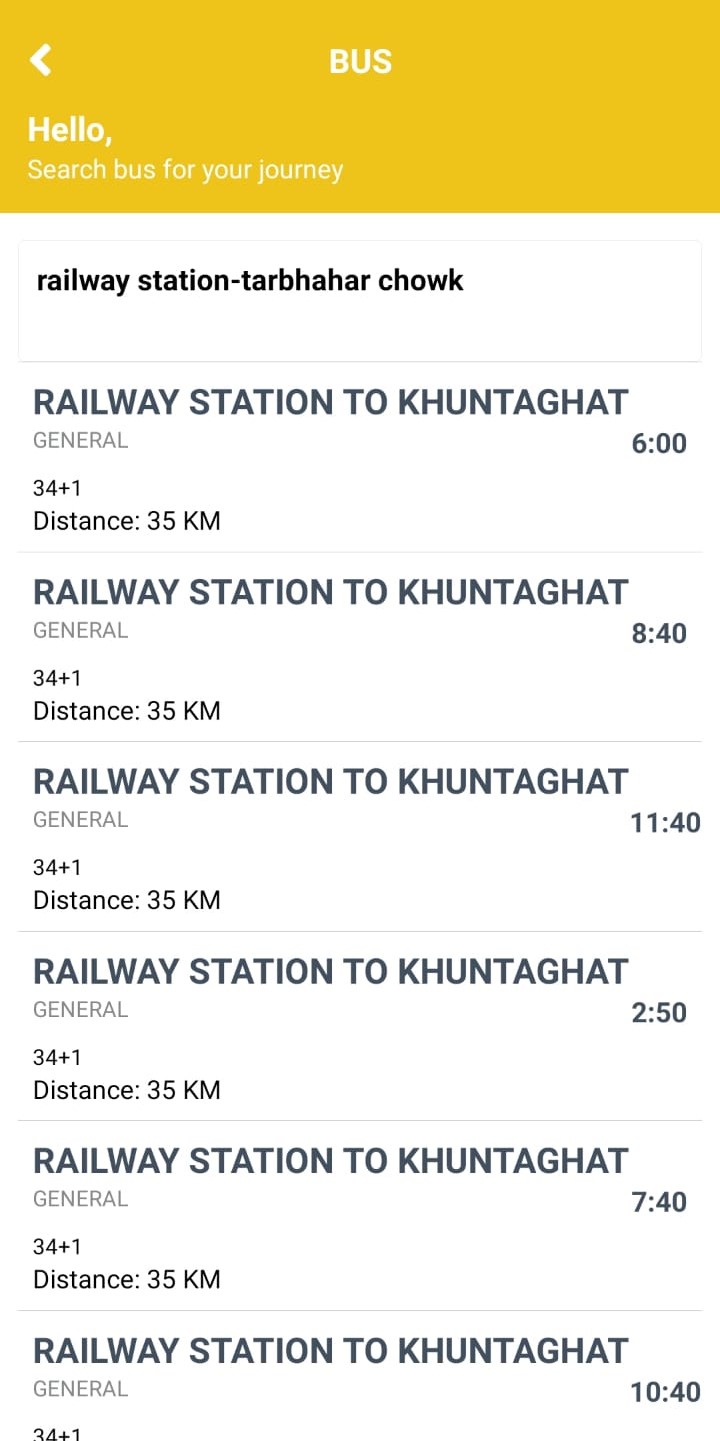 BUS
Hello,
Search bus for your journey
railway station-tarbhahar chowk
RAILWAY STATION TO KHUNTAGHAT
GENERAL
6:00
34+1
Distance: 35 KM
RAILWAY STATION TO KHUNTAGHAT
GENERAL
8:40
34+1
Distance: 35 KM
RAILWAY STATION TO KHUNTAGHAT
GENERAL
11:40
34+1
Distance: 35 KM
RAILWAY STATION TO KHUNTAGHAT
GENERAL
2:50
34+1
Distance: 35 KM
RAILWAY STATION TO KHUNTAGHAT
GENERAL
7:40
34+1
Distance: 35 KM
RAILWAY STATION TO KHUNTAGHAT
GENERAL
10:40
34+1